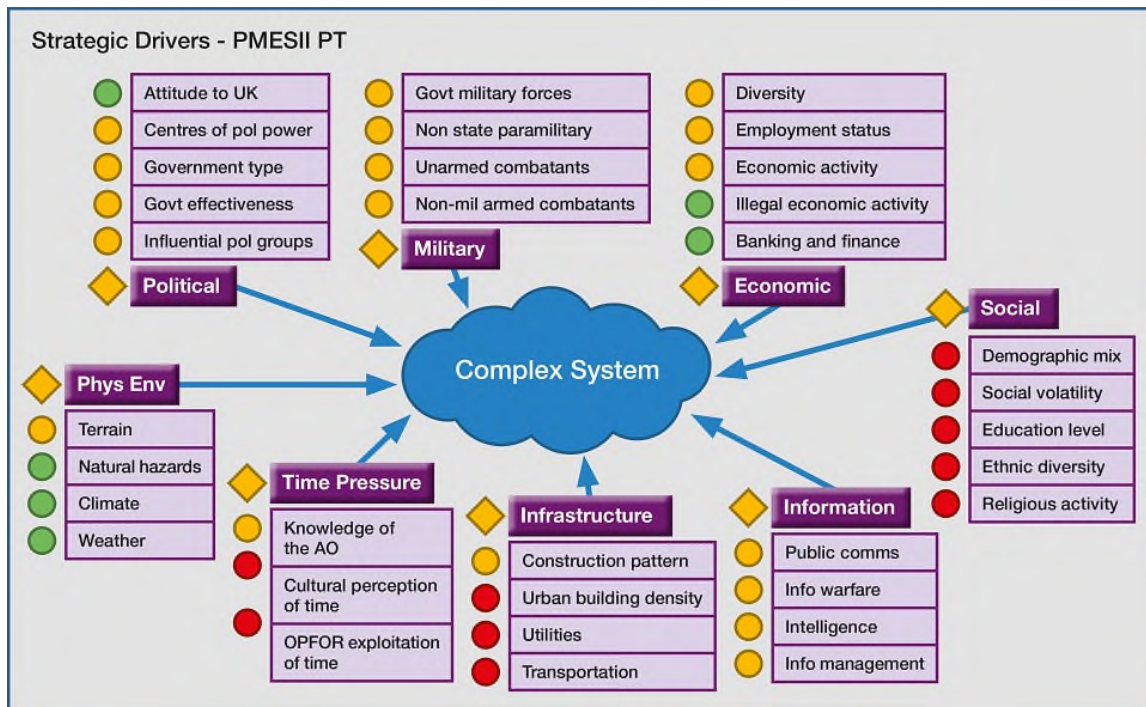 Strategic Drivers - PMESII PT
Attitude to UK
Centres of pol power
Government type
Govt effectiveness
Influential pol groups
Political
Govt military forces
Non state paramilitary
Unarmed combatants
Non-mil armed combatants
Military
Diversity
Employment status
Economic activity
Illegal economic activity
Banking and finance
Economic
Social
Demographic mix
Social volatility
Education level
Ethnic diversity
Religious activity
Complex System
Phys Env
Terrain
Natural hazards
Climate
Weather
Time Pressure
Knowledge of
the AO
Cultural perception
of time
OPFOR exploitation
of time
Infrastructure
Construction pattern
Urban building density
Utilities
Transportation
Information
Public comms
Info warfare
Intelligence
Info management